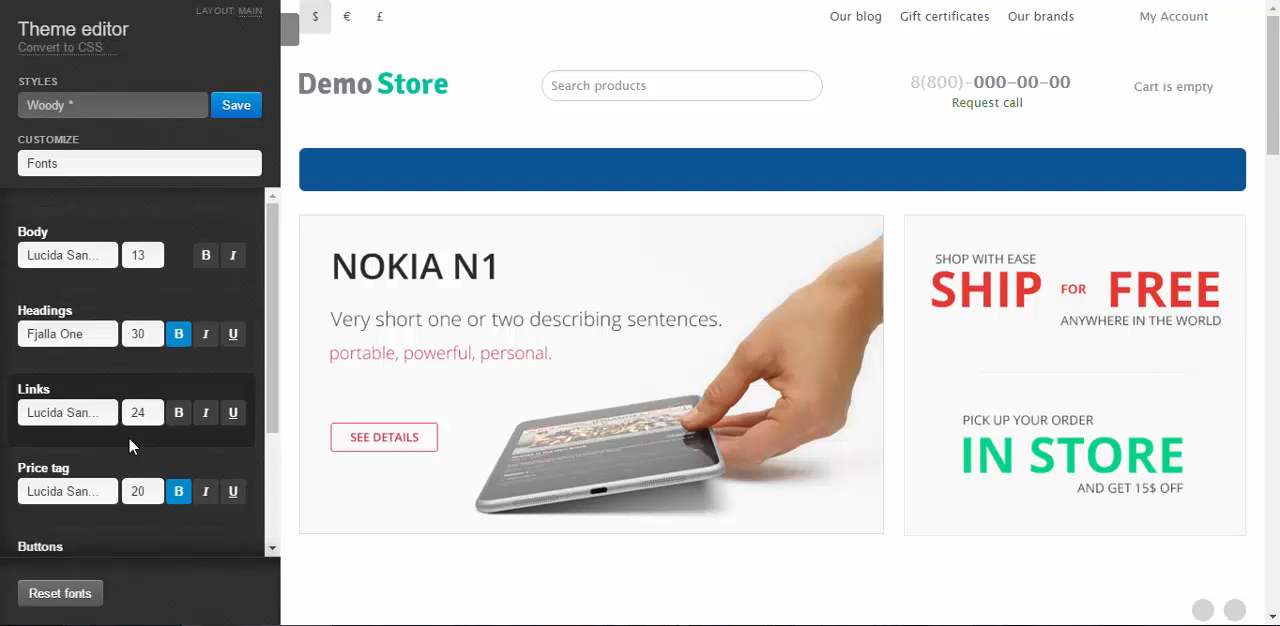 LAYOUT: MAIN
Theme editor
Convert to CSS
STYLES
Woody *
Save
CUSTOMIZE
Fonts
Body
Lucida San... 13 B I
Headings
Fjalla One 30 B I U
Links
Lucida San... 24 B I U
Price tag
Lucida San... 20 B I U
Buttons
Reset fonts
$ € £
Our blog Gift certificates Our brands My Account
Demo Store
Search products
8(800)-000-00-00
Request call
Cart is empty
NOKIA N1
Very short one or two describing sentences.
portable, powerful, personal.
SEE DETAILS
SHOP WITH EASE
SHIP FOR FREE
ANYWHERE IN THE WORLD
PICK UP YOUR ORDER
IN STORE
AND GET 15$ OFF